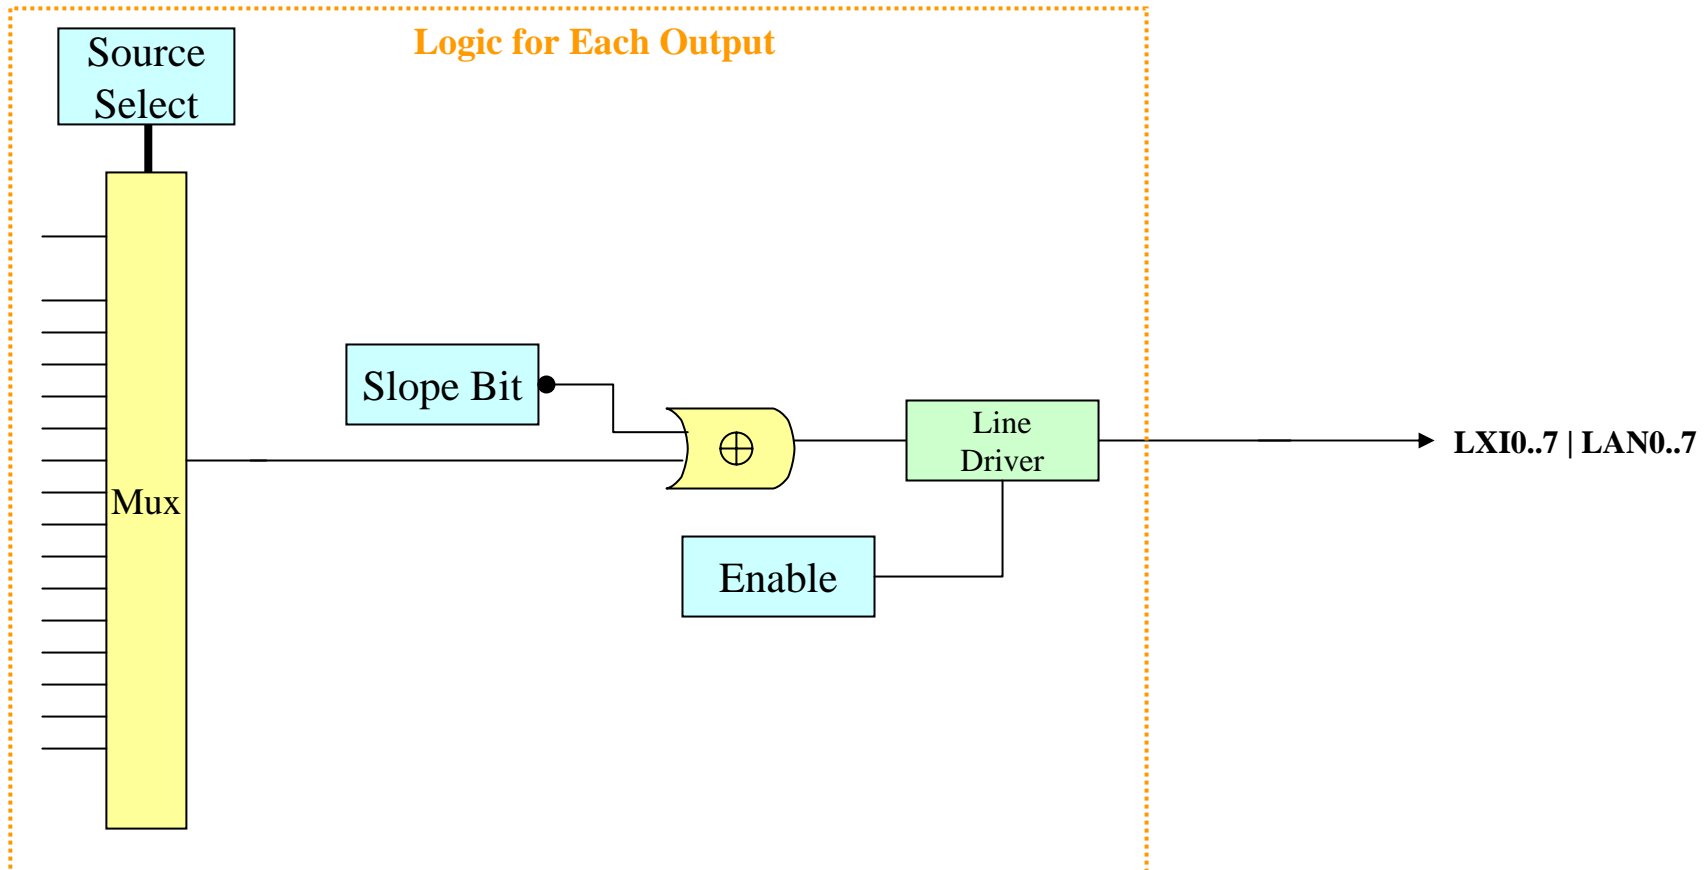 Logic for Each Output
Source
Select
Mux
Slope Bit
Line
Driver
Enable
LXI0..7 | LAN0..7